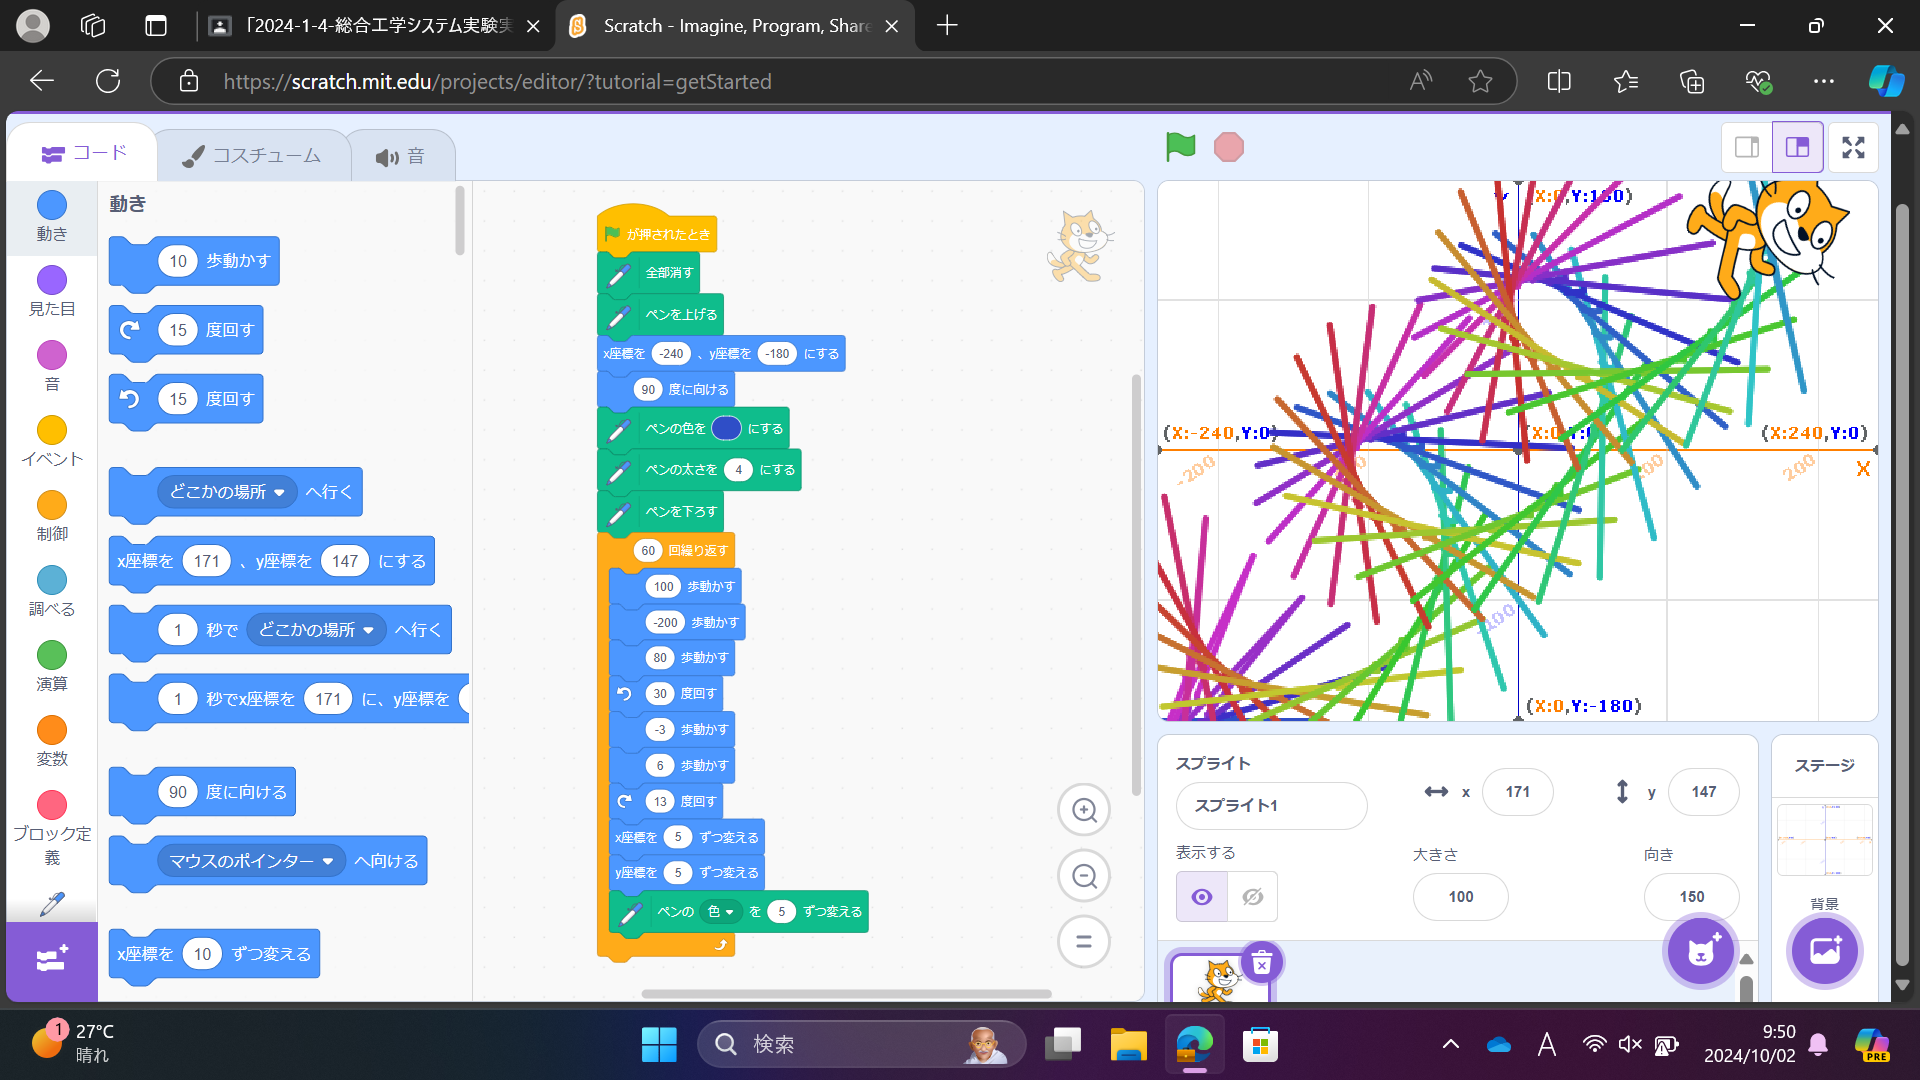 「2024-1-4-総合工学システム実験実
Scratch - Imagine, Program, Share
https://scratch.mit.edu/projects/editor/?tutorial=getStarted
コード
コスチューム
音
動き
見た目
音
イベント
制御
調べる
演算
変数
ブロック定義
動き
10 歩動かす
15 度回す
15 度回す
どこかの場所 へ行く
x座標を 171 、y座標を 147 にする
1 秒で どこかの場所 へ行く
1 秒でx座標を 171 に、y座標を
90 度に向ける
マウスのポインター へ向ける
x座標を 10 ずつ変える
が押されたとき
全部消す
ペンを上げる
x座標を -240 、y座標を -180 にする
90 度に向ける
ペンの色を にする
ペンの太さを 4 にする
ペンを下ろす
60 回繰り返す
100 歩動かす
-200 歩動かす
80 歩動かす
30 度回す
-3 歩動かす
6 歩動かす
13 度回す
x座標を 5 ずつ変える
y座標を 5 ずつ変える
ペンの 色 を 5 ずつ変える
(X:0,Y:180)
(X:-240,Y:0)
(X:240,Y:0)
-200
200
X
-100
(X:0,Y:-180)
スプライト
スプライト1
x 171
y 147
表示する
大きさ
100
向き
150
ステージ
背景
1
27°C
晴れ
検索
A
9:50
2024/10/02
PRE